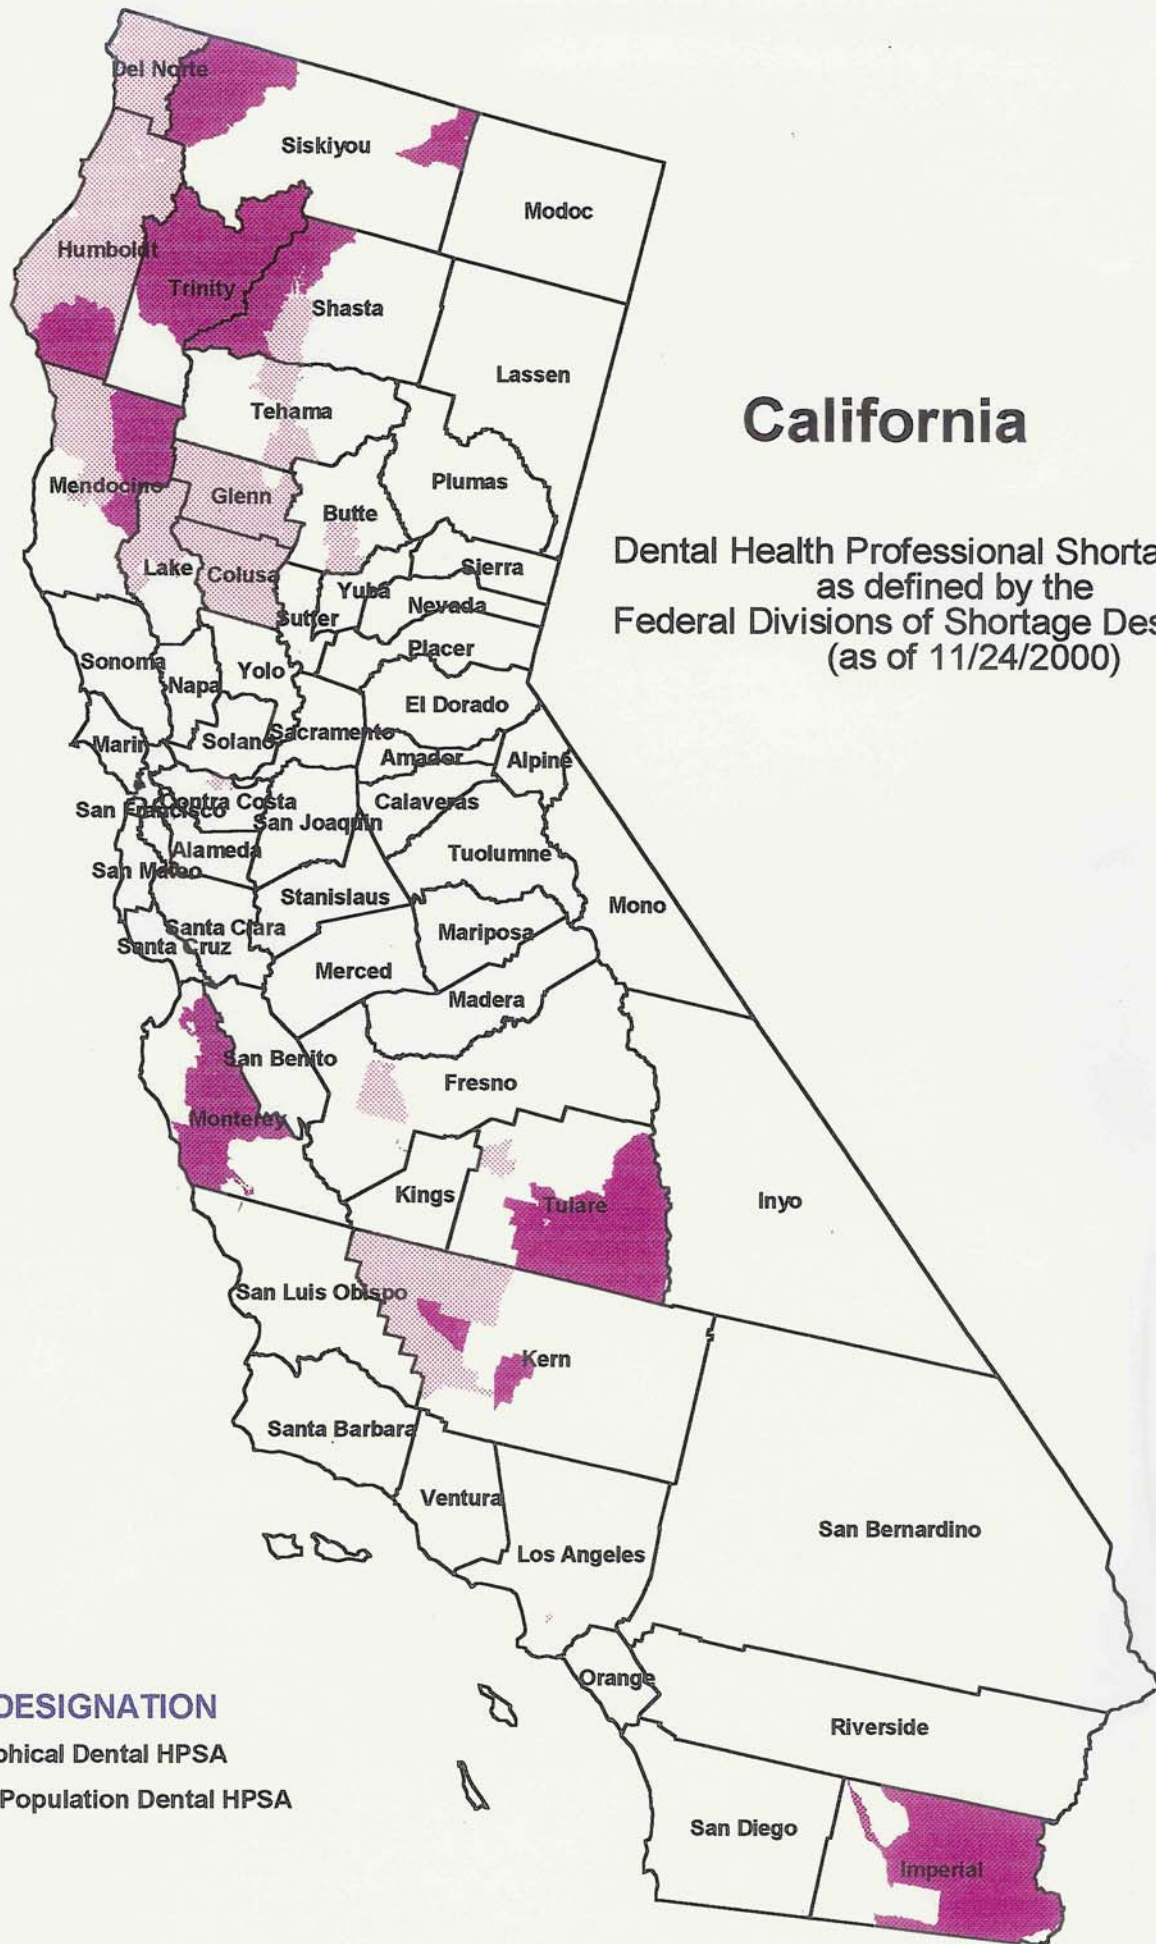 Del Norte
Siskiyou
Modoc
Humboldt
Trinity
Shasta
Lassen
Tehama
California
Mendocino
Glenn
Butte
Plumas
Dental Health Professional Shorta
as defined by the
Federal Divisions of Shortage Des
(as of 11/24/2000)
Lake
Colusa
Sutter
Yuba
Sierra
Nevada
Placer
Sonoma
Napa
Yolo
El Dorado
Marin
Solano
Sacramento
Amador
Alpine
San Francisco
Contra Costa
San Joaquin
Calaveras
Alameda
Tuolumne
San Mateo
Stanislaus
Mono
Santa Clara
Santa Cruz
Mariposa
Merced
Madera
San Benito
Fresno
Monterey
Kings
Tulare
Inyo
San Luis Obispo
Kern
Santa Barbara
Ventura
Los Angeles
San Bernardino
Orange
Riverside
DESIGNATION
phical Dental HPSA
Population Dental HPSA
San Diego
Imperial